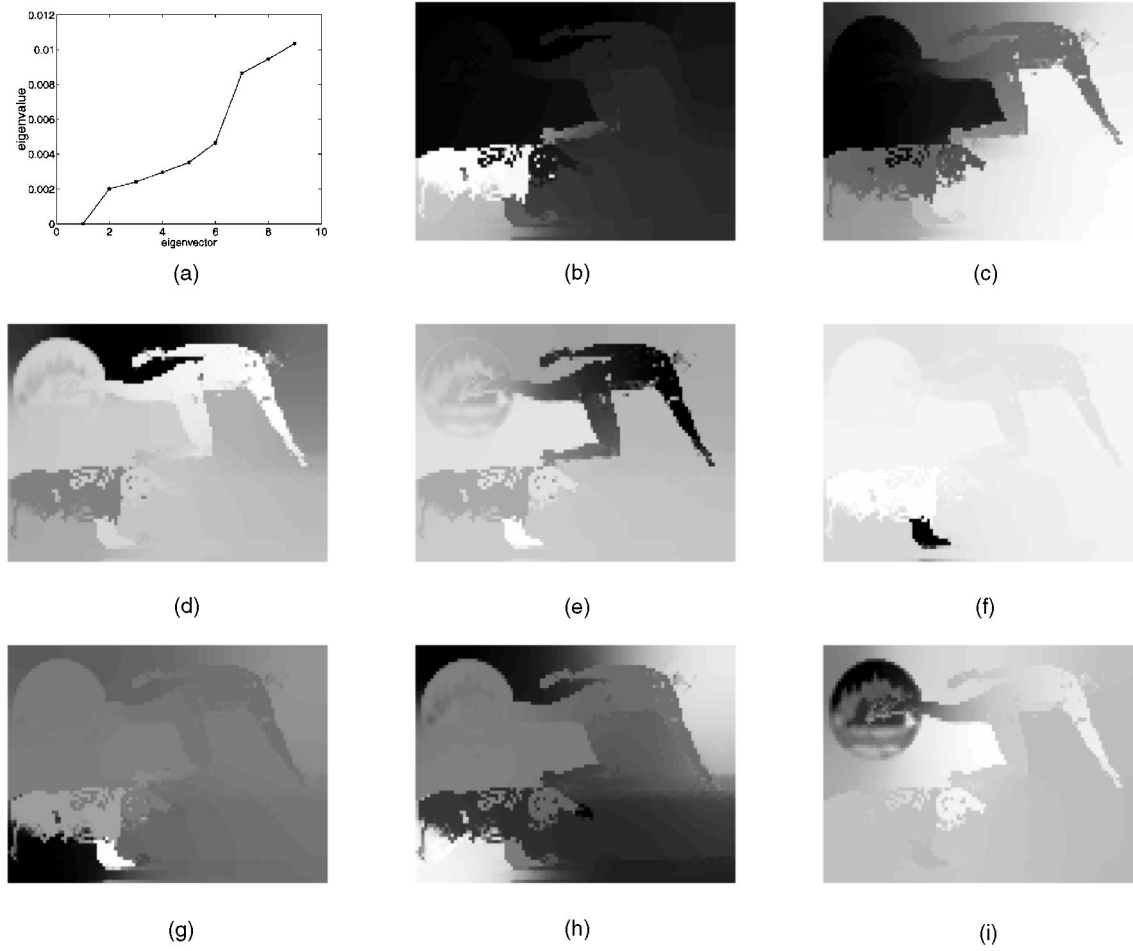 0.012
0.01
0.008
0.006
0.004
0.002
0
eigenvalue
0 2 4 6 8 10
eigenvector
(a) (b) (c)
(d) (e) (f)
(g) (h) (i)